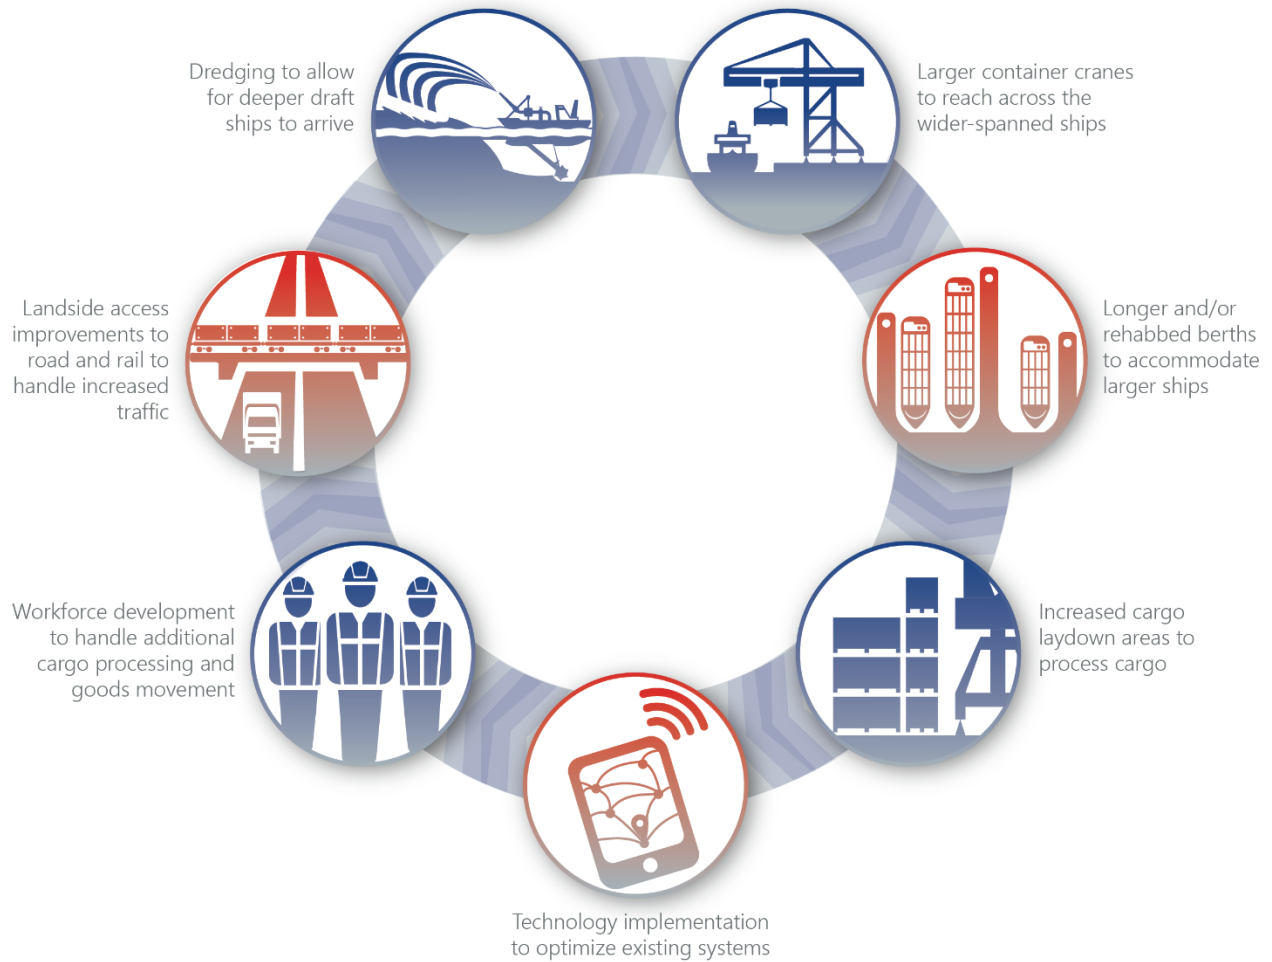 Dredging to allow
for deeper draft
ships to arrive
Larger container cranes
to reach across the
wider-spanned ships
Longer and/or
rehabbed berths
to accommodate
larger ships
Increased cargo
laydown areas to
process cargo
Technology implementation
to optimize existing systems
Workforce development
to handle additional
cargo processing and
goods movement
Landside access
improvements to
road and rail to
handle increased
traffic